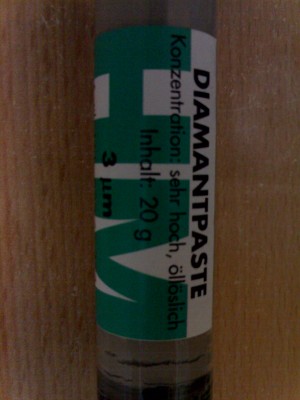 DIAMANTPASTE
Konzentration: sehr hoch, öllöslich
Inhalt: 20 g
3 µm